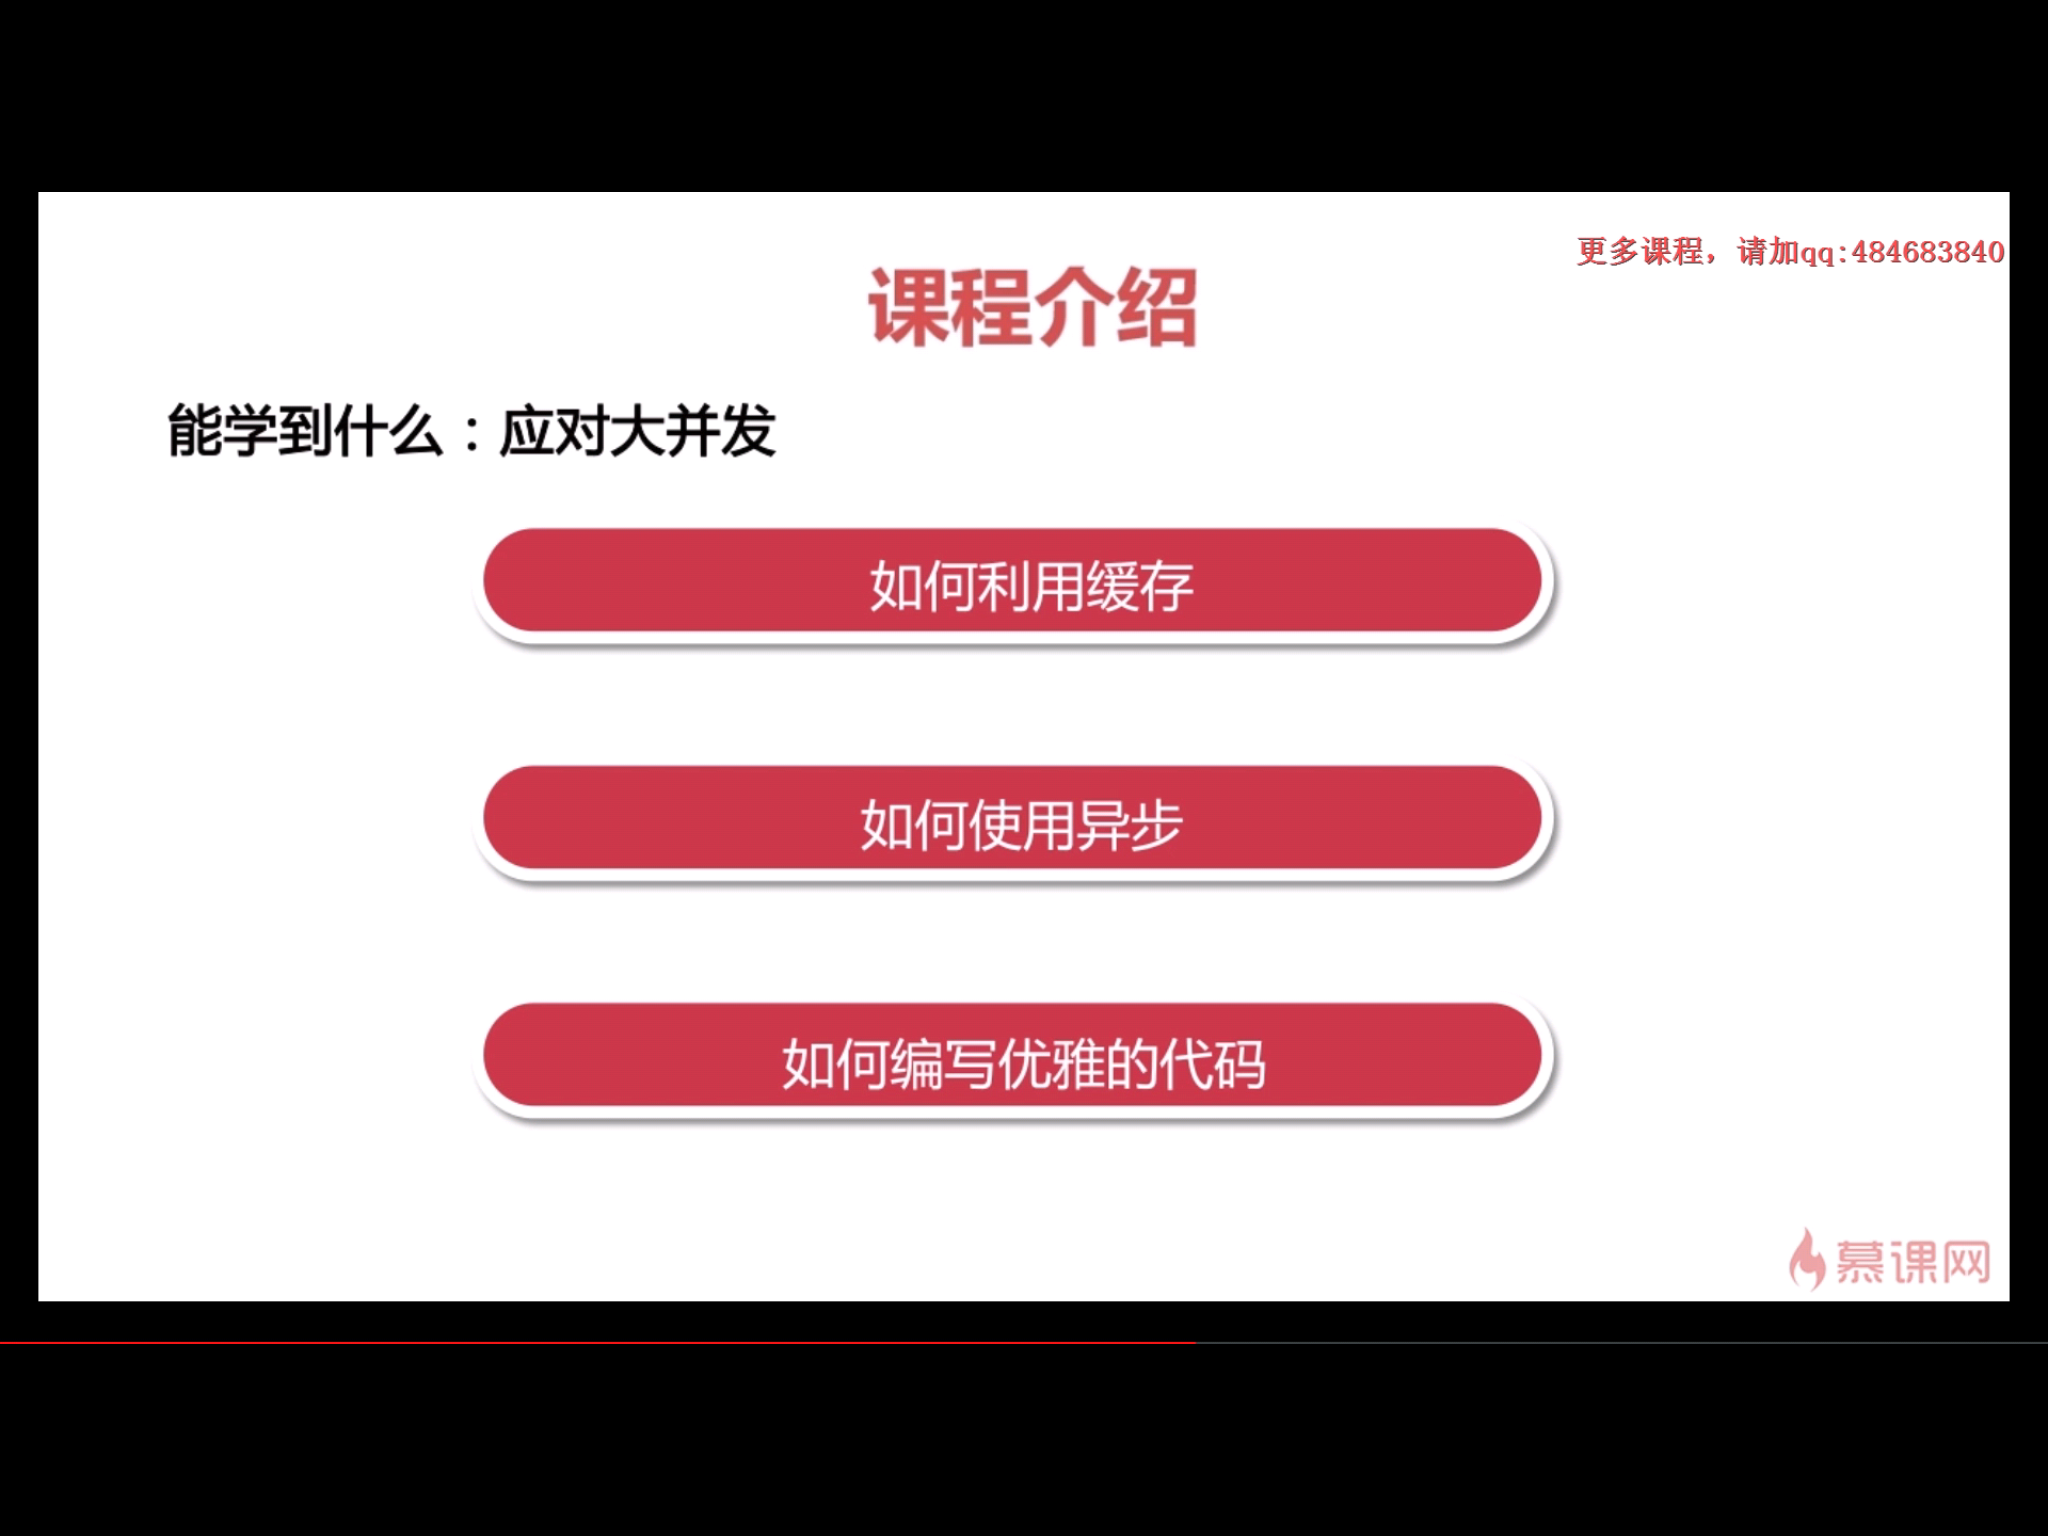 更多课程，请加qq:484683840
课程介绍
能学到什么：应对大并发
如何利用缓存
如何使用异步
如何编写优雅的代码
慕课网